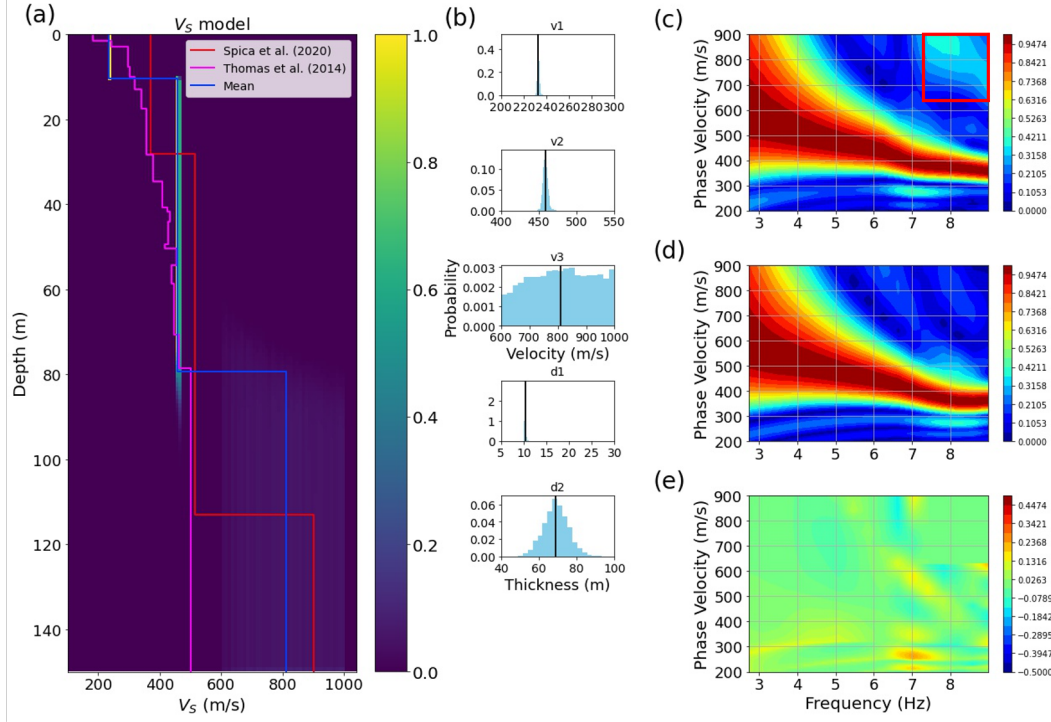 (a)
V_S model
Spica et al. (2020)
Thomas et al. (2014)
Mean
0
20
40
60
80
100
120
140
Depth (m)
200 400 600 800 1000
V_S (m/s)
1.0
0.8
0.6
0.4
0.2
0.0
(b)
v1
0.4
0.2
0.0
200 220 240 260 280 300
v2
0.10
0.05
0.00
400 450 500 550
v3
0.003
0.002
0.001
0.000
600 700 800 900 1000
Velocity (m/s)
Probability
d1
2
0
5 10 15 20 25 30
d2
0.06
0.04
0.02
0.00
40 60 80 100
Thickness (m)
(c)
Phase Velocity (m/s)
900
800
700
600
500
400
300
200
3 4 5 6 7 8
0.9474
0.8421
0.7368
0.6316
0.5263
0.4211
0.3158
0.2105
0.1053
0.0000
(d)
Phase Velocity (m/s)
900
800
700
600
500
400
300
200
3 4 5 6 7 8
0.9474
0.8421
0.7368
0.6316
0.5263
0.4211
0.3158
0.2105
0.1053
0.0000
(e)
Phase Velocity (m/s)
900
800
700
600
500
400
300
200
3 4 5 6 7 8
Frequency (Hz)
0.4474
0.3421
0.2368
0.1316
0.0263
−0.0789
−0.1842
−0.2895
−0.3947
−0.5000